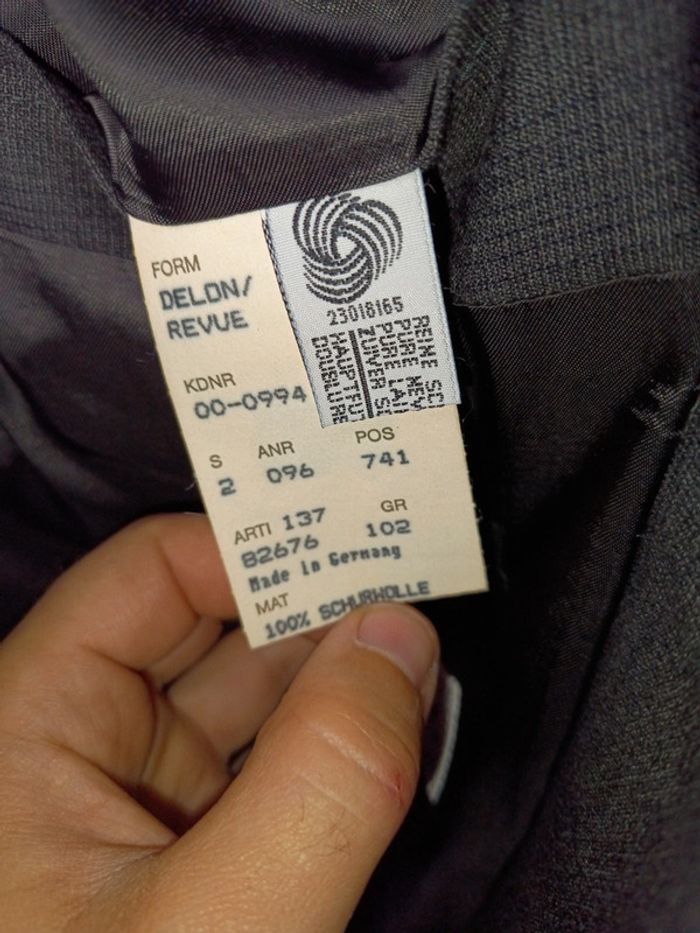 FORM
DELON/
REVUE
KDNR
00-0994
S ANR POS
2 096 741
ARTI 137 GR
82676 102
Made in Germany
MAT
100% SCHURWOLLE
23018165
REINE SC
PURE NEW
PURE LAI
ZUIVER S
HAUPTFUT
DOUBLURE